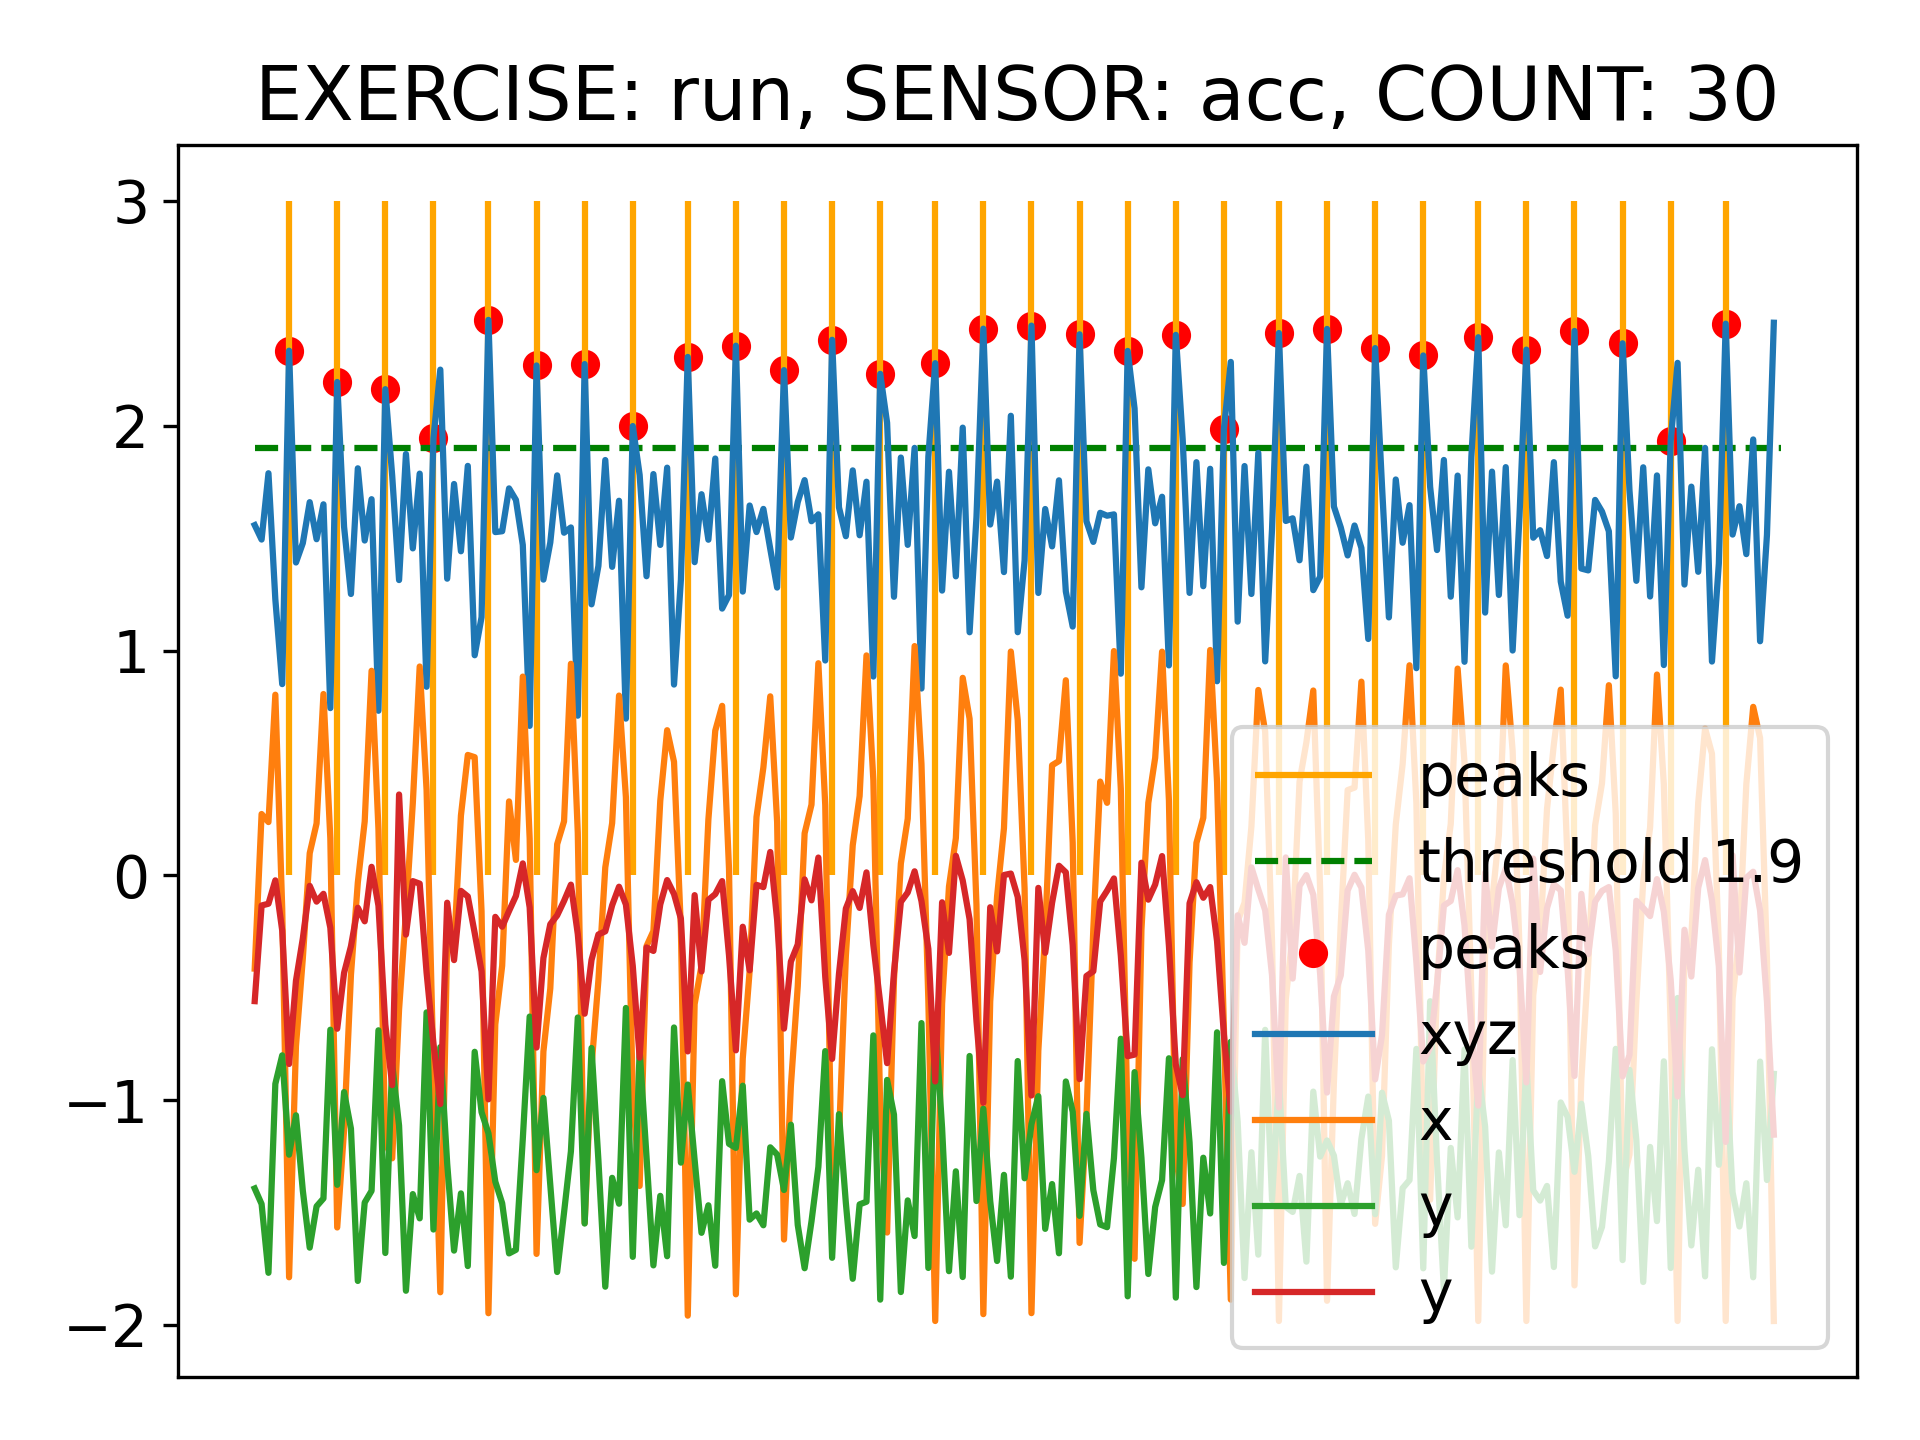 EXERCISE: run, SENSOR: acc, COUNT: 30
3
2
1
0
−1
−2
peaks
threshold 1.9
peaks
xyz
x
y
y